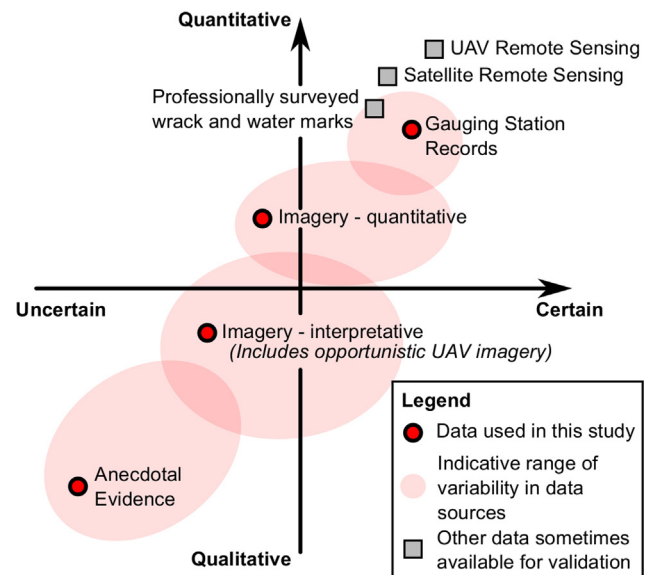 Quantitative
UAV Remote Sensing
Satellite Remote Sensing
Professionally surveyed
wrack and water marks
Gauging Station
Records
Imagery - quantitative
Uncertain
Certain
Imagery - interpretative
(Includes opportunistic UAV imagery)
Anecdotal
Evidence
Qualitative
Legend
Data used in this study
Indicative range of
variability in data
sources
Other data sometimes
available for validation